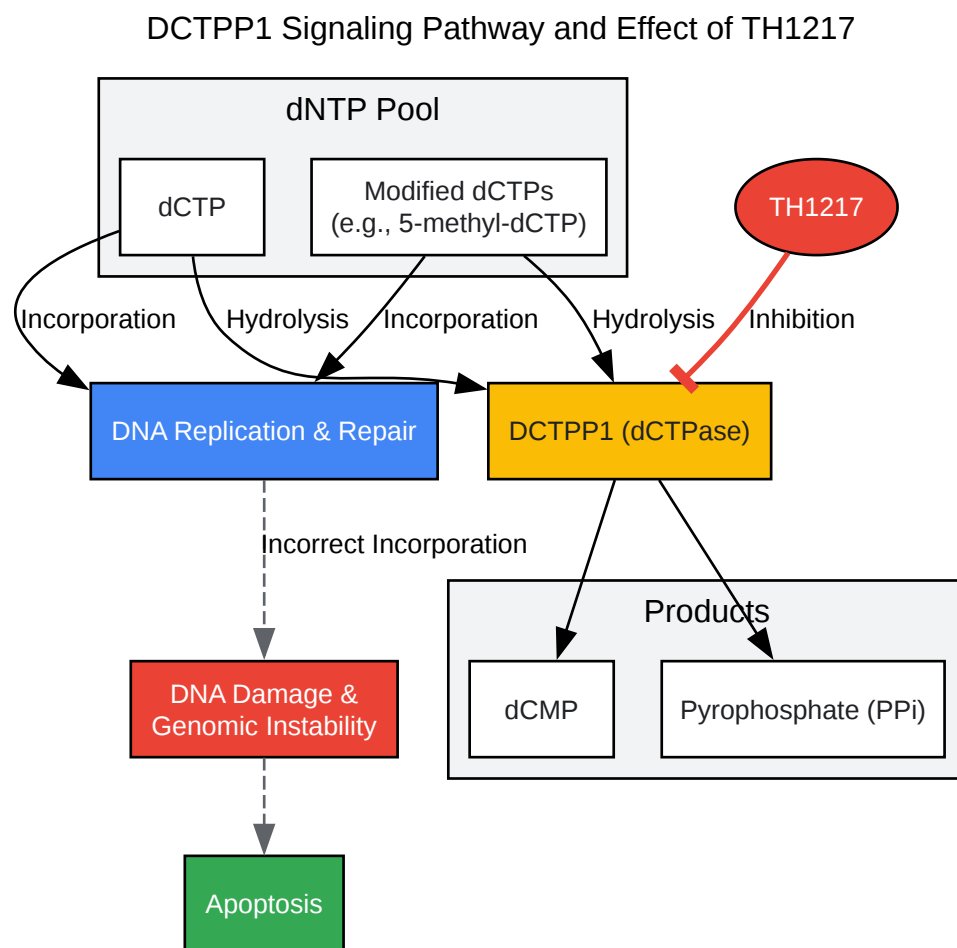 DCTPP1 Signaling Pathway and Effect of TH1217
dNTP Pool
dCTP
Modified dCTPs
(e.g., 5-methyl-dCTP)
TH1217
Incorporation
Hydrolysis
Incorporation
Hydrolysis
Inhibition
DNA Replication & Repair
DCTPP1 (dCTPase)
Incorrect Incorporation
Products
DNA Damage &
Genomic Instability
dCMP
Pyrophosphate (PPi)
Apoptosis